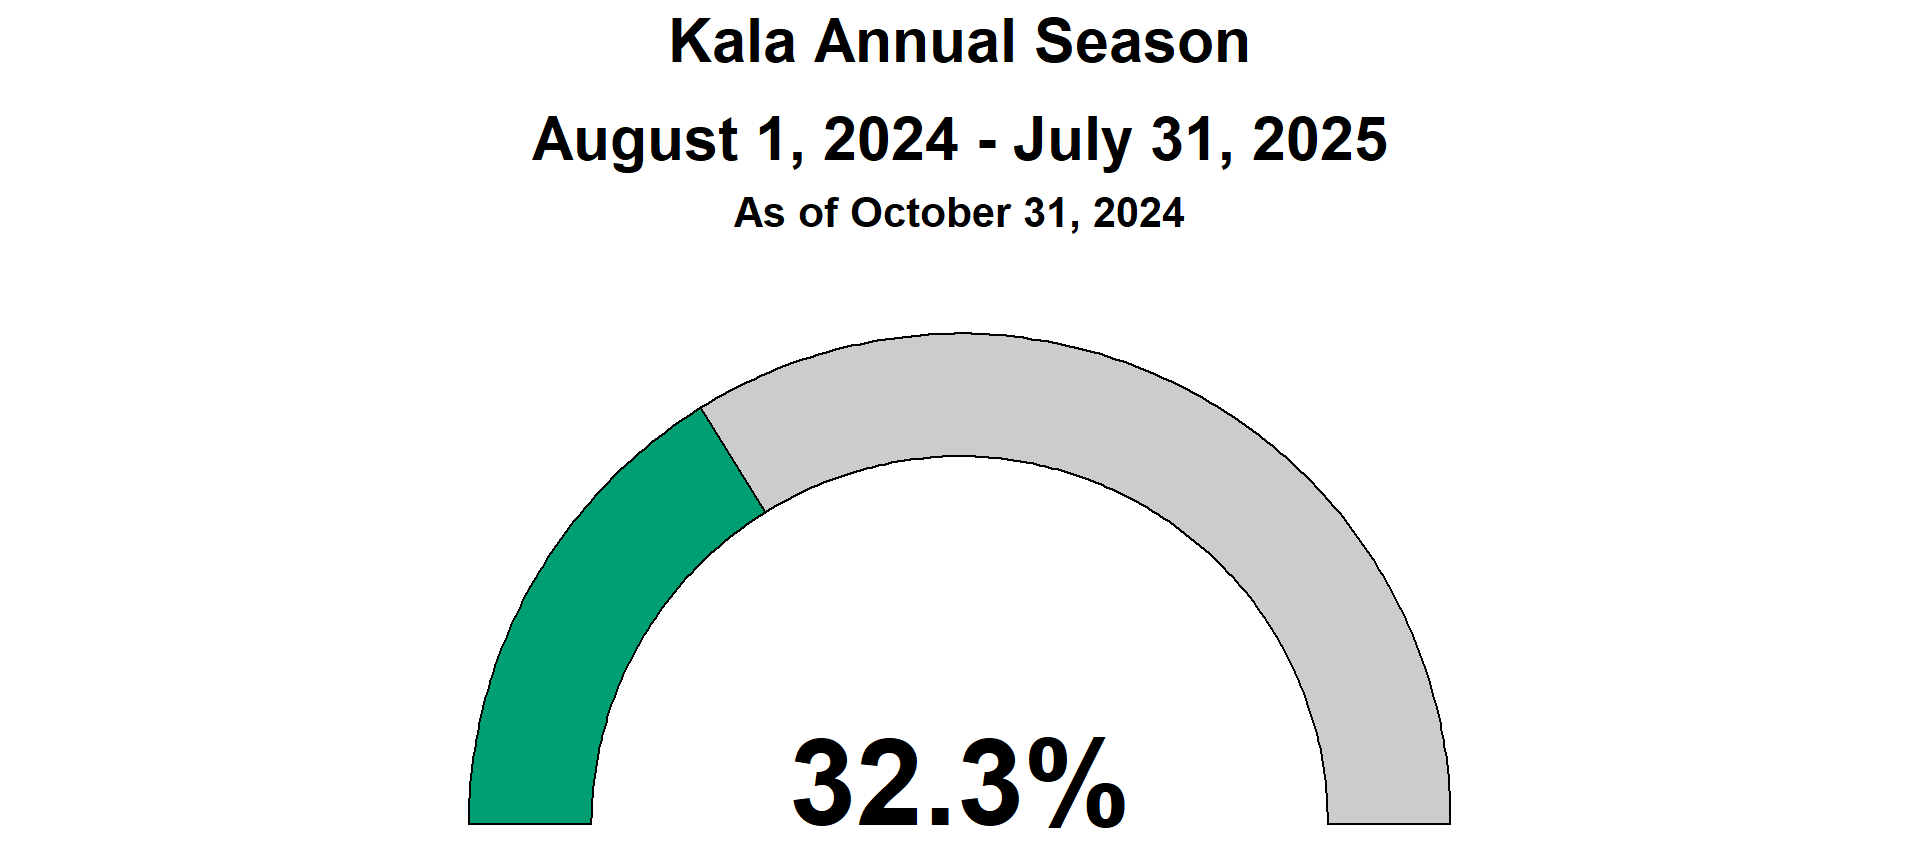 Kala Annual Season
August 1, 2024 - July 31, 2025
As of October 31, 2024
32.3%